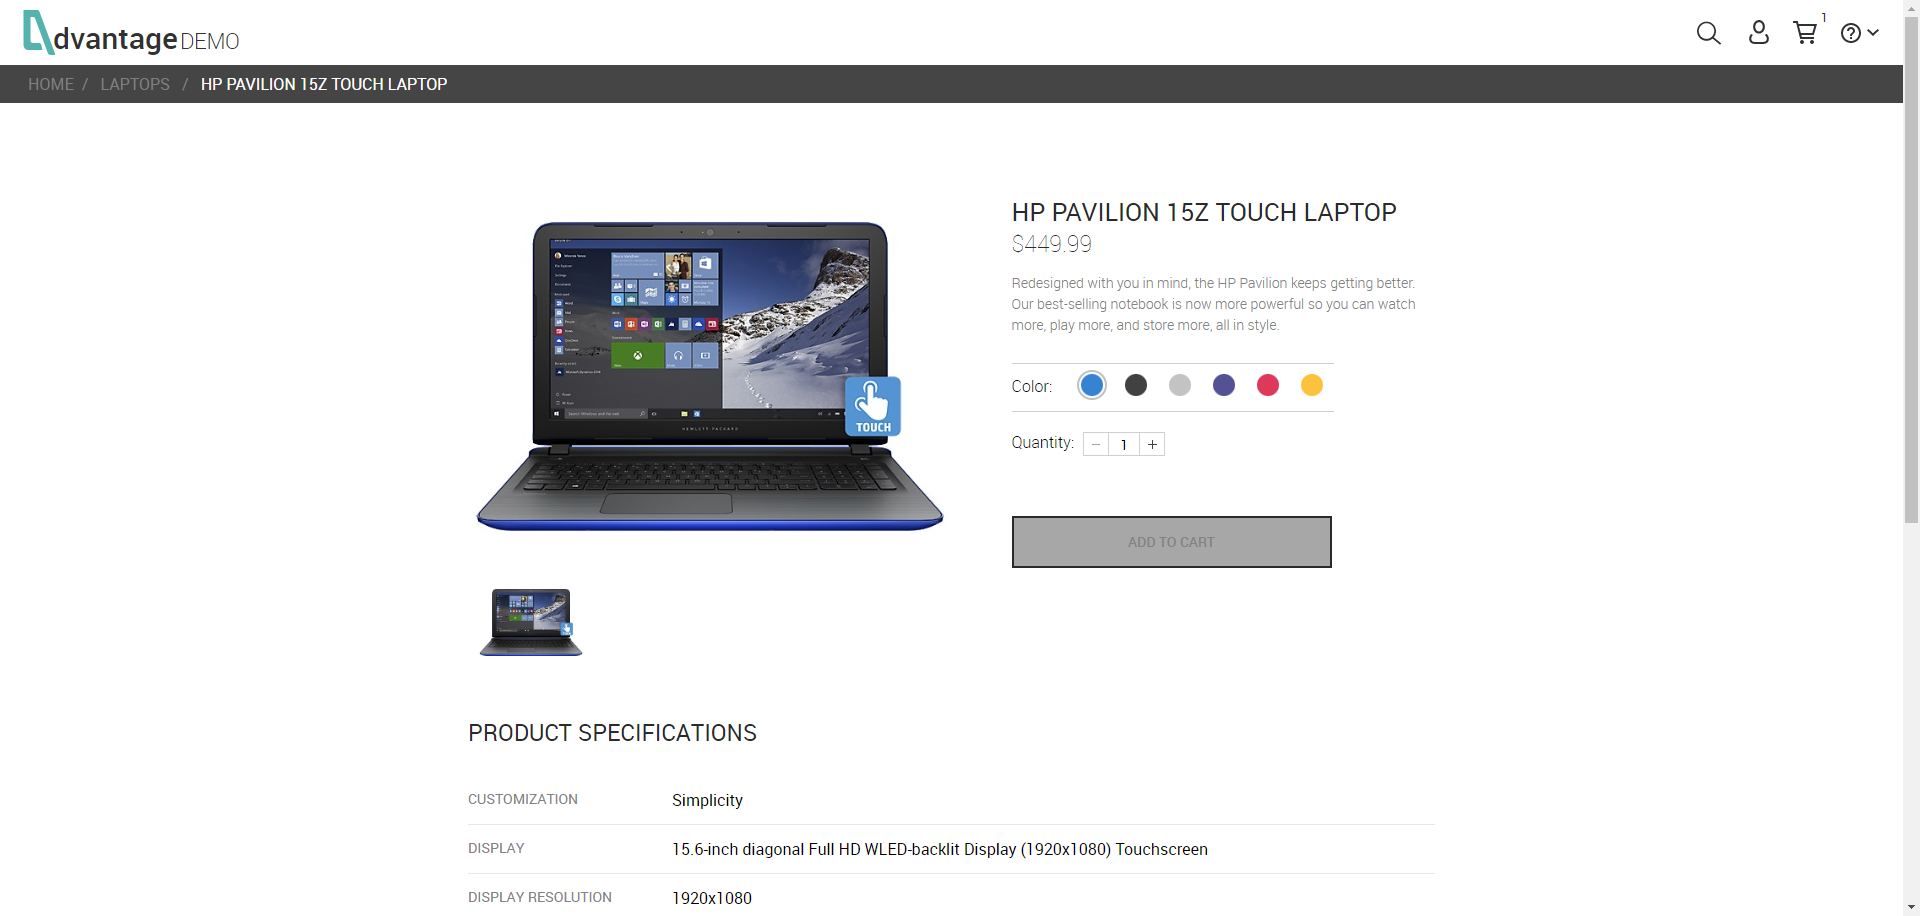 dvantage DEMO
1
HOME / LAPTOPS / HP PAVILION 15Z TOUCH LAPTOP
HP PAVILION 15Z TOUCH LAPTOP
$449.99
Redesigned with you in mind, the HP Pavilion keeps getting better.
Our best-selling notebook is now more powerful so you can watch
more, play more, and store more, all in style.
Color:
Quantity: − 1 +
ADD TO CART
TOUCH
HEWLETT-PACKARD
PRODUCT SPECIFICATIONS
CUSTOMIZATION Simplicity
DISPLAY 15.6-inch diagonal Full HD WLED-backlit Display (1920x1080) Touchscreen
DISPLAY RESOLUTION 1920x1080